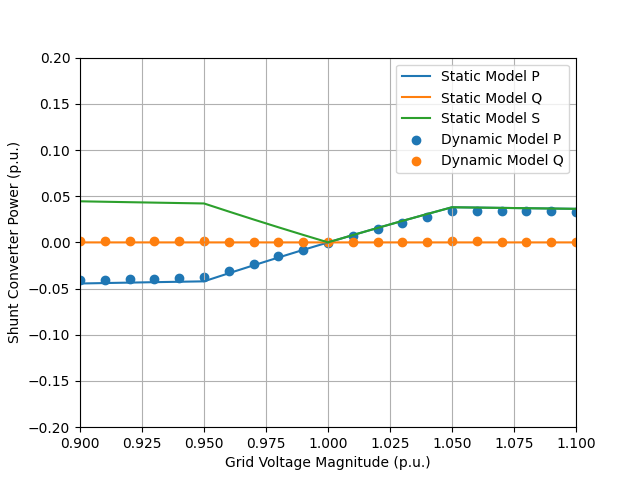 0.20
0.15
0.10
0.05
0.00
−0.05
−0.10
−0.15
−0.20
Shunt Converter Power (p.u.)
Static Model P
Static Model Q
Static Model S
Dynamic Model P
Dynamic Model Q
0.900 0.925 0.950 0.975 1.000 1.025 1.050 1.075 1.100
Grid Voltage Magnitude (p.u.)